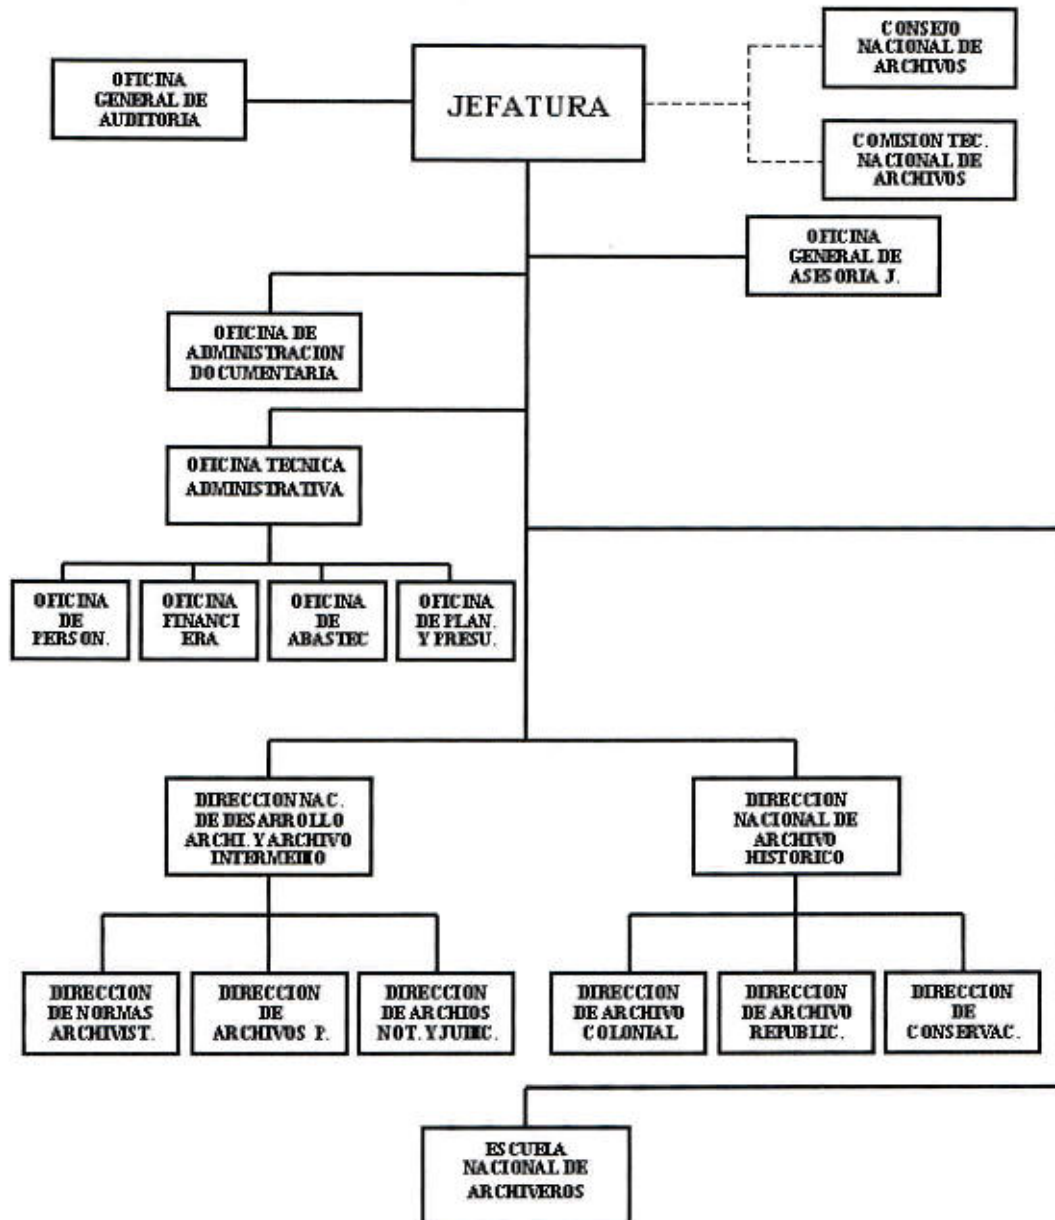 CONSEJO
NACIONAL DE
ARCHIVOS
OFICINA
GENERAL DE
AUDITORIA
JEFATURA
COMISION TEC.
NACIONAL DE
ARCHIVOS
OFICINA
GENERAL DE
ASESORIA J.
OFICINA DE
ADMINISTRACION
DOCUMENTARIA
OFICINA TECNICA
ADMINISTRATIVA
OFICINA
DE
PERSON.
OFICINA
FINANCI
ERA
OFICINA
DE
ABASTEC
OFICINA
DE PLAN.
Y PRESU.
DIRECCION NAC.
DE DESARROLLO
ARCHI. Y ARCHIVO
INTERMEDIO
DIRECCION
NACIONAL DE
ARCHIVO
HISTORICO
DIRECCION
DE NORMAS
ARCHIVIST.
DIRECCION
DE
ARCHIVOS P.
DIRECCION
DE ARCHIOS
NOT. Y JUDIC.
DIRECCION
DE ARCHIVO
COLONIAL
DIRECCION
DE ARCHIVO
REPUBLIC.
DIRECCION
DE
CONSERVAC.
ESCUELA
NACIONAL DE
ARCHIVEROS